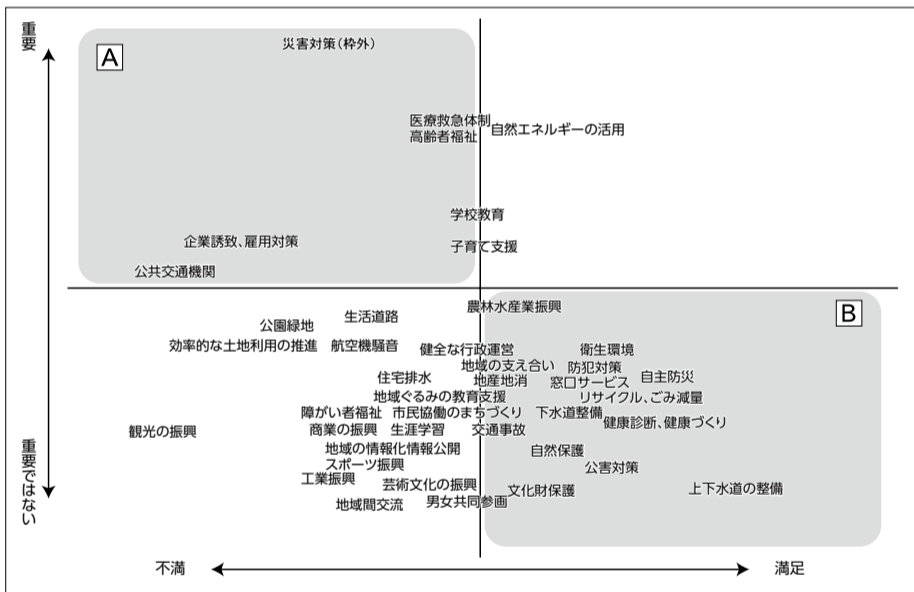 重要
A
災害対策（枠外）
医療救急体制
高齢者福祉
自然エネルギーの活用
学校教育
企業誘致、雇用対策
子育て支援
公共交通機関
農林水産業振興
B
生活道路
公園緑地
効率的な土地利用の推進
航空機騒音
健全な行政運営
衛生環境
地域の支え合い
防犯対策
住宅排水
地産地消
窓口サービス
自主防災
地域ぐるみの教育支援
リサイクル、ごみ減量
障がい者福祉
市民協働のまちづくり
下水道整備
健康診断、健康づくり
観光の振興
商業の振興
生涯学習
交通事故
地域の情報化情報公開
自然保護
スポーツ振興
公害対策
工業振興
芸術文化の振興
文化財保護
上下水道の整備
地域間交流
男女共同参画
重要ではない
不満
満足